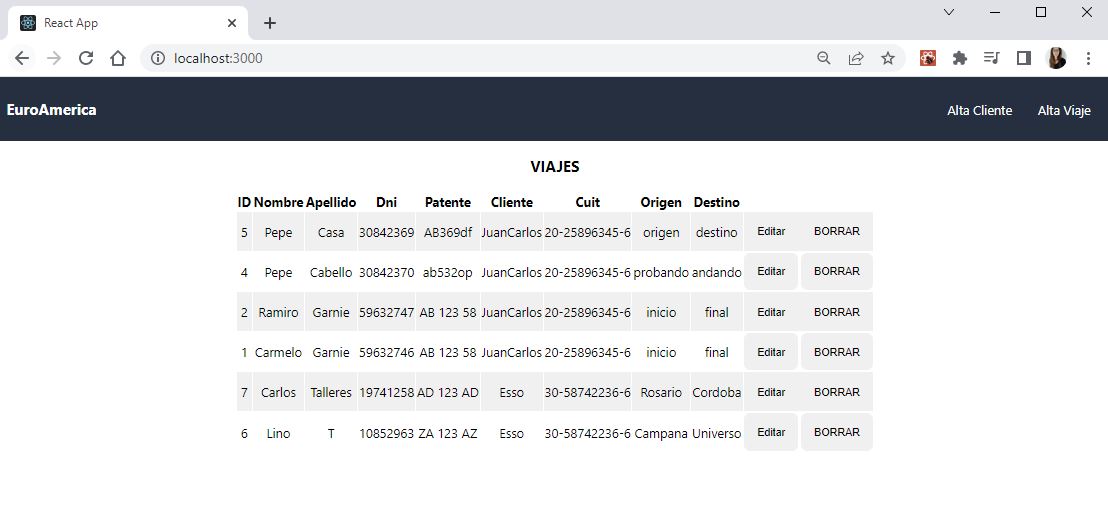 React App
localhost:3000
EuroAmerica Alta Cliente Alta Viaje
VIAJES
ID Nombre Apellido Dni Patente Cliente Cuit Origen Destino
5 Pepe Casa 30842369 AB369df JuanCarlos 20-25896345-6 origen destino Editar BORRAR
4 Pepe Cabello 30842370 ab532op JuanCarlos 20-25896345-6 probando andando Editar BORRAR
2 Ramiro Garnie 59632747 AB 123 58 JuanCarlos 20-25896345-6 inicio final Editar BORRAR
1 Carmelo Garnie 59632746 AB 123 58 JuanCarlos 20-25896345-6 inicio final Editar BORRAR
7 Carlos Talleres 19741258 AD 123 AD Esso 30-58742236-6 Rosario Cordoba Editar BORRAR
6 Lino T 10852963 ZA 123 AZ Esso 30-58742236-6 Campana Universo Editar BORRAR